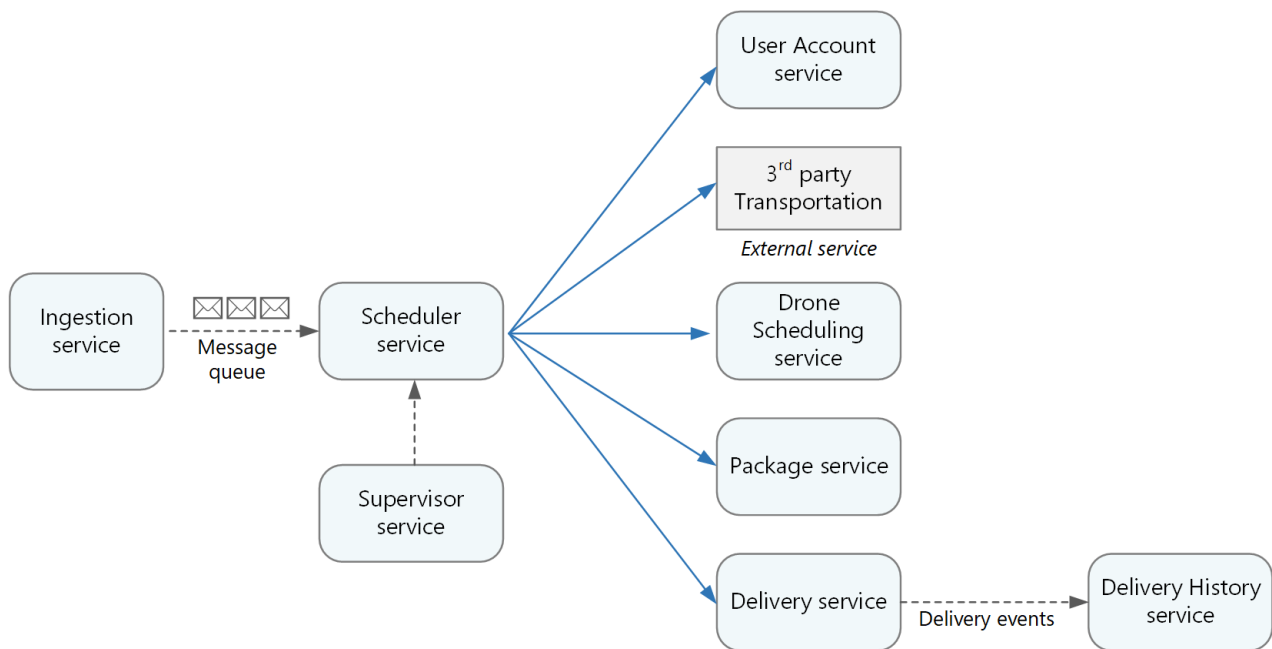 User Account
service
3rd party
Transportation
External service
Ingestion
service
Message
queue
Scheduler
service
Drone
Scheduling
service
Supervisor
service
Package service
Delivery service
Delivery events
Delivery History
service